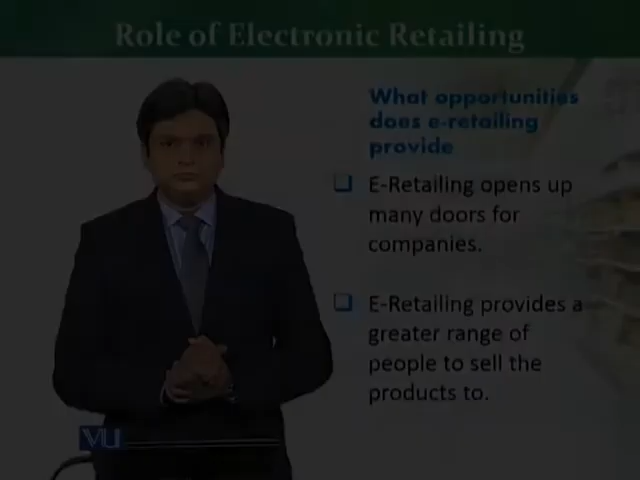 Role of Electronic Retailing
What opportunities
does e-retailing
provide
E-Retailing opens up
many doors for
companies.
E-Retailing provides a
greater range of
people to sell the
products to.
VU